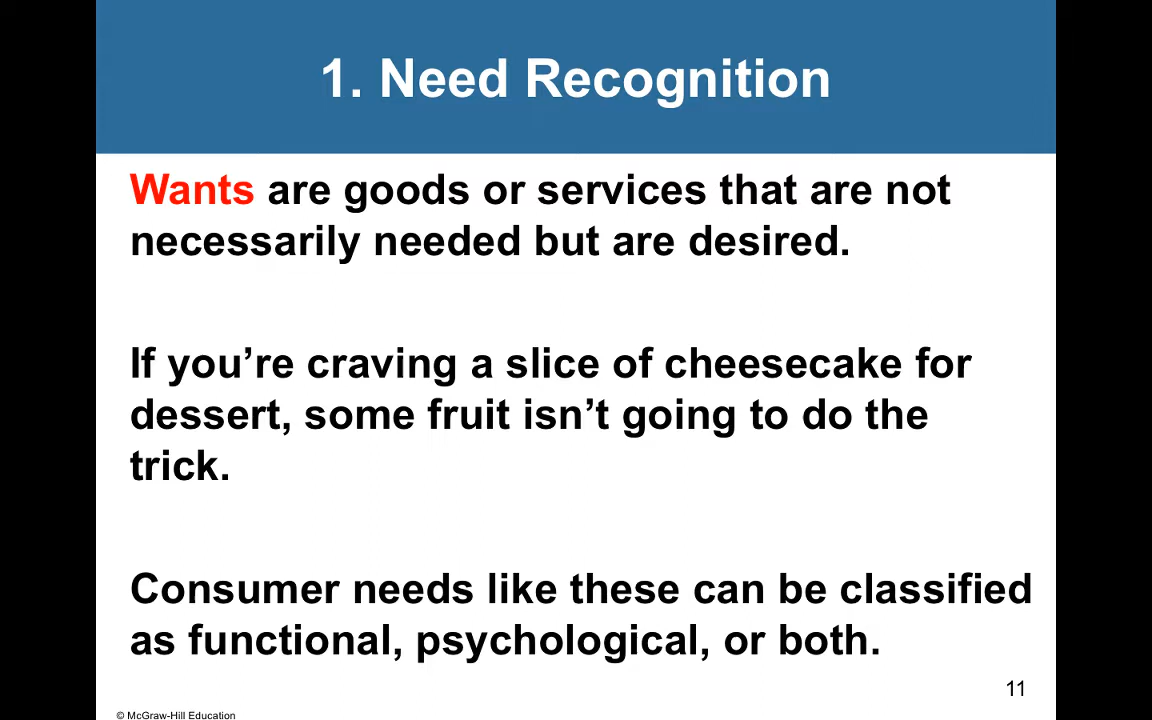 1. Need Recognition
Wants are goods or services that are not
necessarily needed but are desired.
If you’re craving a slice of cheesecake for
dessert, some fruit isn’t going to do the
trick.
Consumer needs like these can be classified
as functional, psychological, or both.
11
© McGraw-Hill Education